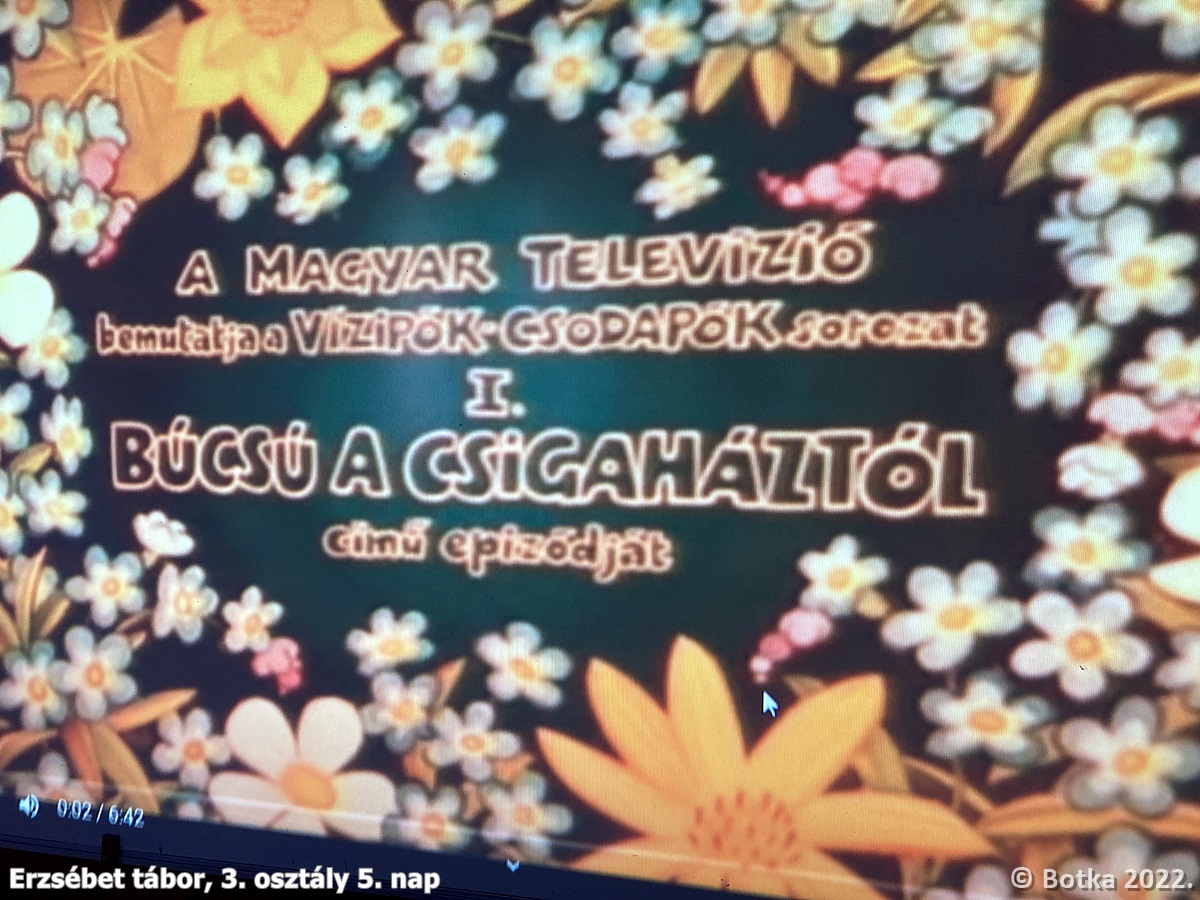 A MAGYAR TELEVÍZIÓ
bemutatja a VÍZIPÓK-CSODAPÓK sorozat
I.
BÚCSÚ A CSIGAHÁZTÓL
című epizódját
0:02 / 6:42
Erzsébet tábor, 3. osztály 5. nap
© Botka 2022.